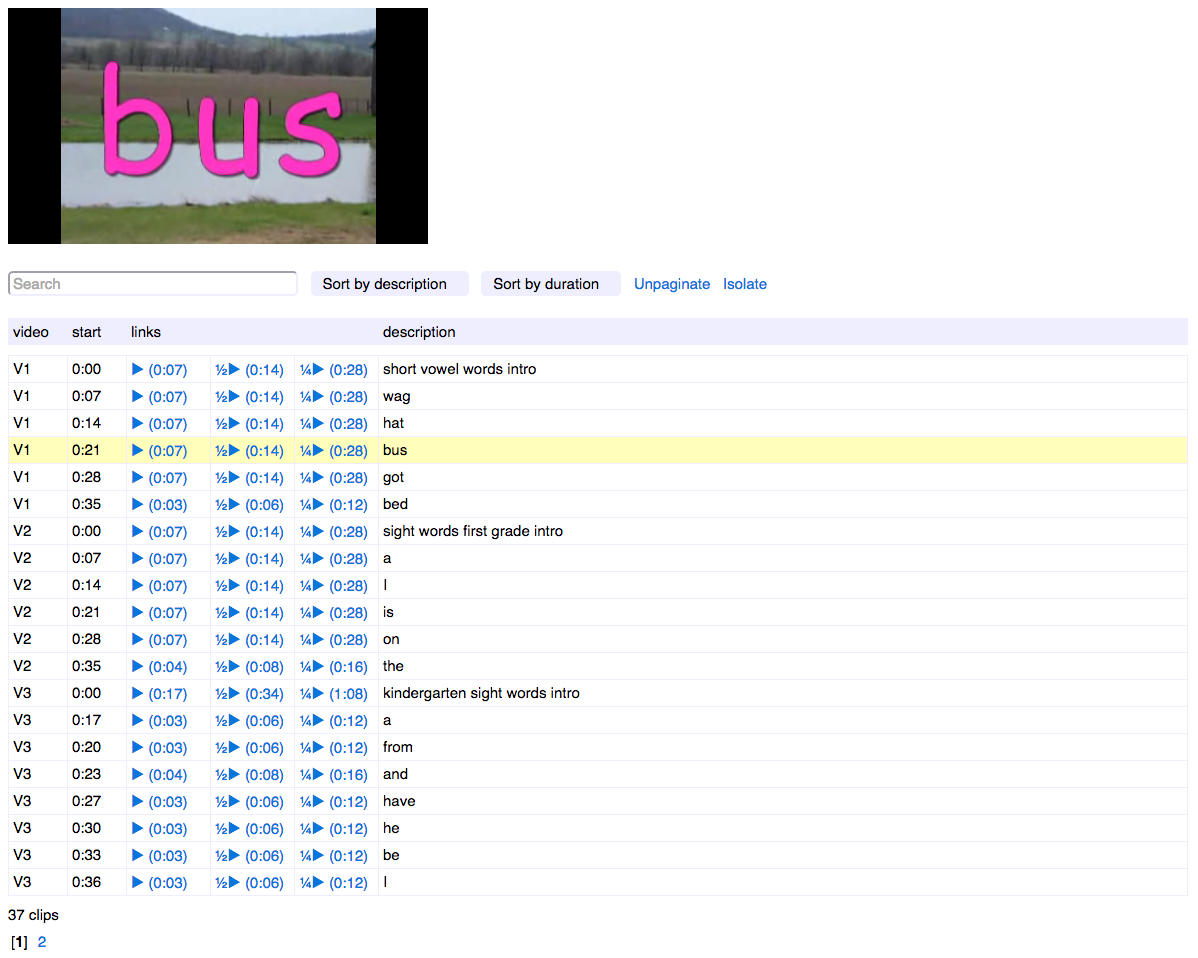 bus
Search Sort by description Sort by duration Unpaginate Isolate
video start links description
V1 0:00 ▶ (0:07) ½▶ (0:14) ¼▶ (0:28) short vowel words intro
V1 0:07 ▶ (0:07) ½▶ (0:14) ¼▶ (0:28) wag
V1 0:14 ▶ (0:07) ½▶ (0:14) ¼▶ (0:28) hat
V1 0:21 ▶ (0:07) ½▶ (0:14) ¼▶ (0:28) bus
V1 0:28 ▶ (0:07) ½▶ (0:14) ¼▶ (0:28) got
V1 0:35 ▶ (0:03) ½▶ (0:06) ¼▶ (0:12) bed
V2 0:00 ▶ (0:07) ½▶ (0:14) ¼▶ (0:28) sight words first grade intro
V2 0:07 ▶ (0:07) ½▶ (0:14) ¼▶ (0:28) a
V2 0:14 ▶ (0:07) ½▶ (0:14) ¼▶ (0:28) I
V2 0:21 ▶ (0:07) ½▶ (0:14) ¼▶ (0:28) is
V2 0:28 ▶ (0:07) ½▶ (0:14) ¼▶ (0:28) on
V2 0:35 ▶ (0:04) ½▶ (0:08) ¼▶ (0:16) the
V3 0:00 ▶ (0:17) ½▶ (0:34) ¼▶ (1:08) kindergarten sight words intro
V3 0:17 ▶ (0:03) ½▶ (0:06) ¼▶ (0:12) a
V3 0:20 ▶ (0:03) ½▶ (0:06) ¼▶ (0:12) from
V3 0:23 ▶ (0:04) ½▶ (0:08) ¼▶ (0:16) and
V3 0:27 ▶ (0:03) ½▶ (0:06) ¼▶ (0:12) have
V3 0:30 ▶ (0:03) ½▶ (0:06) ¼▶ (0:12) he
V3 0:33 ▶ (0:03) ½▶ (0:06) ¼▶ (0:12) be
V3 0:36 ▶ (0:03) ½▶ (0:06) ¼▶ (0:12) I
37 clips
[1] 2